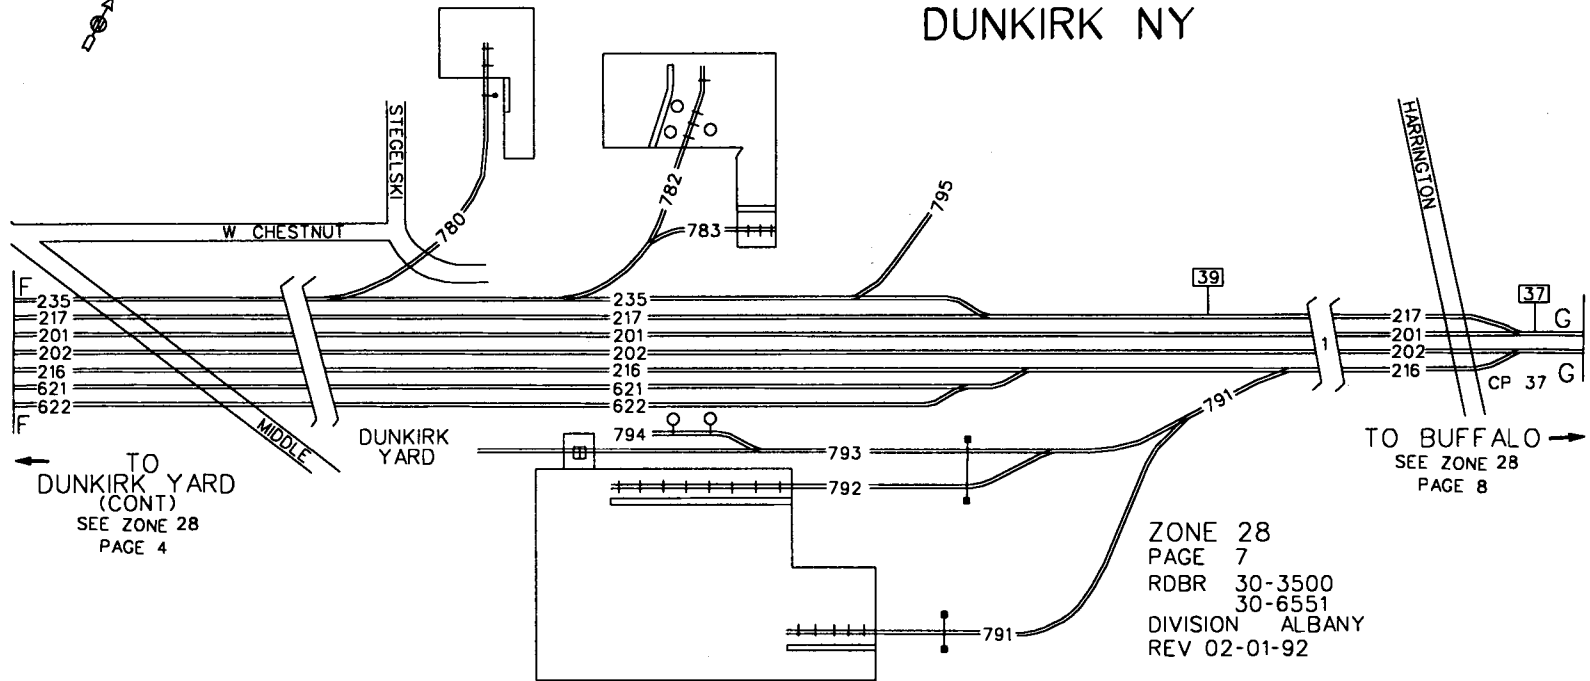 DUNKIRK NY
STEGELSKI
HARRINGTON
W CHESTNUT
780
782
783
795
39
37
F
235
235
217
217
217
G
201
201
201
202
202
202
1
216
216
216
G
CP 37
621
621
622
622
F
MIDDLE
DUNKIRK
YARD
794
793
792
791
791
TO
DUNKIRK YARD
(CONT)
SEE ZONE 28
PAGE 4
TO BUFFALO
SEE ZONE 28
PAGE 8
ZONE 28
PAGE 7
RDBR 30-3500
30-6551
DIVISION ALBANY
REV 02-01-92